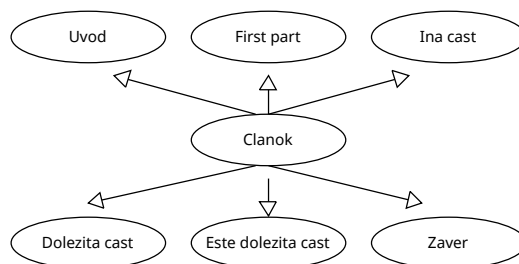 Uvod
First part
Ina cast
Clanok
Dolezita cast
Este dolezita cast
Zaver